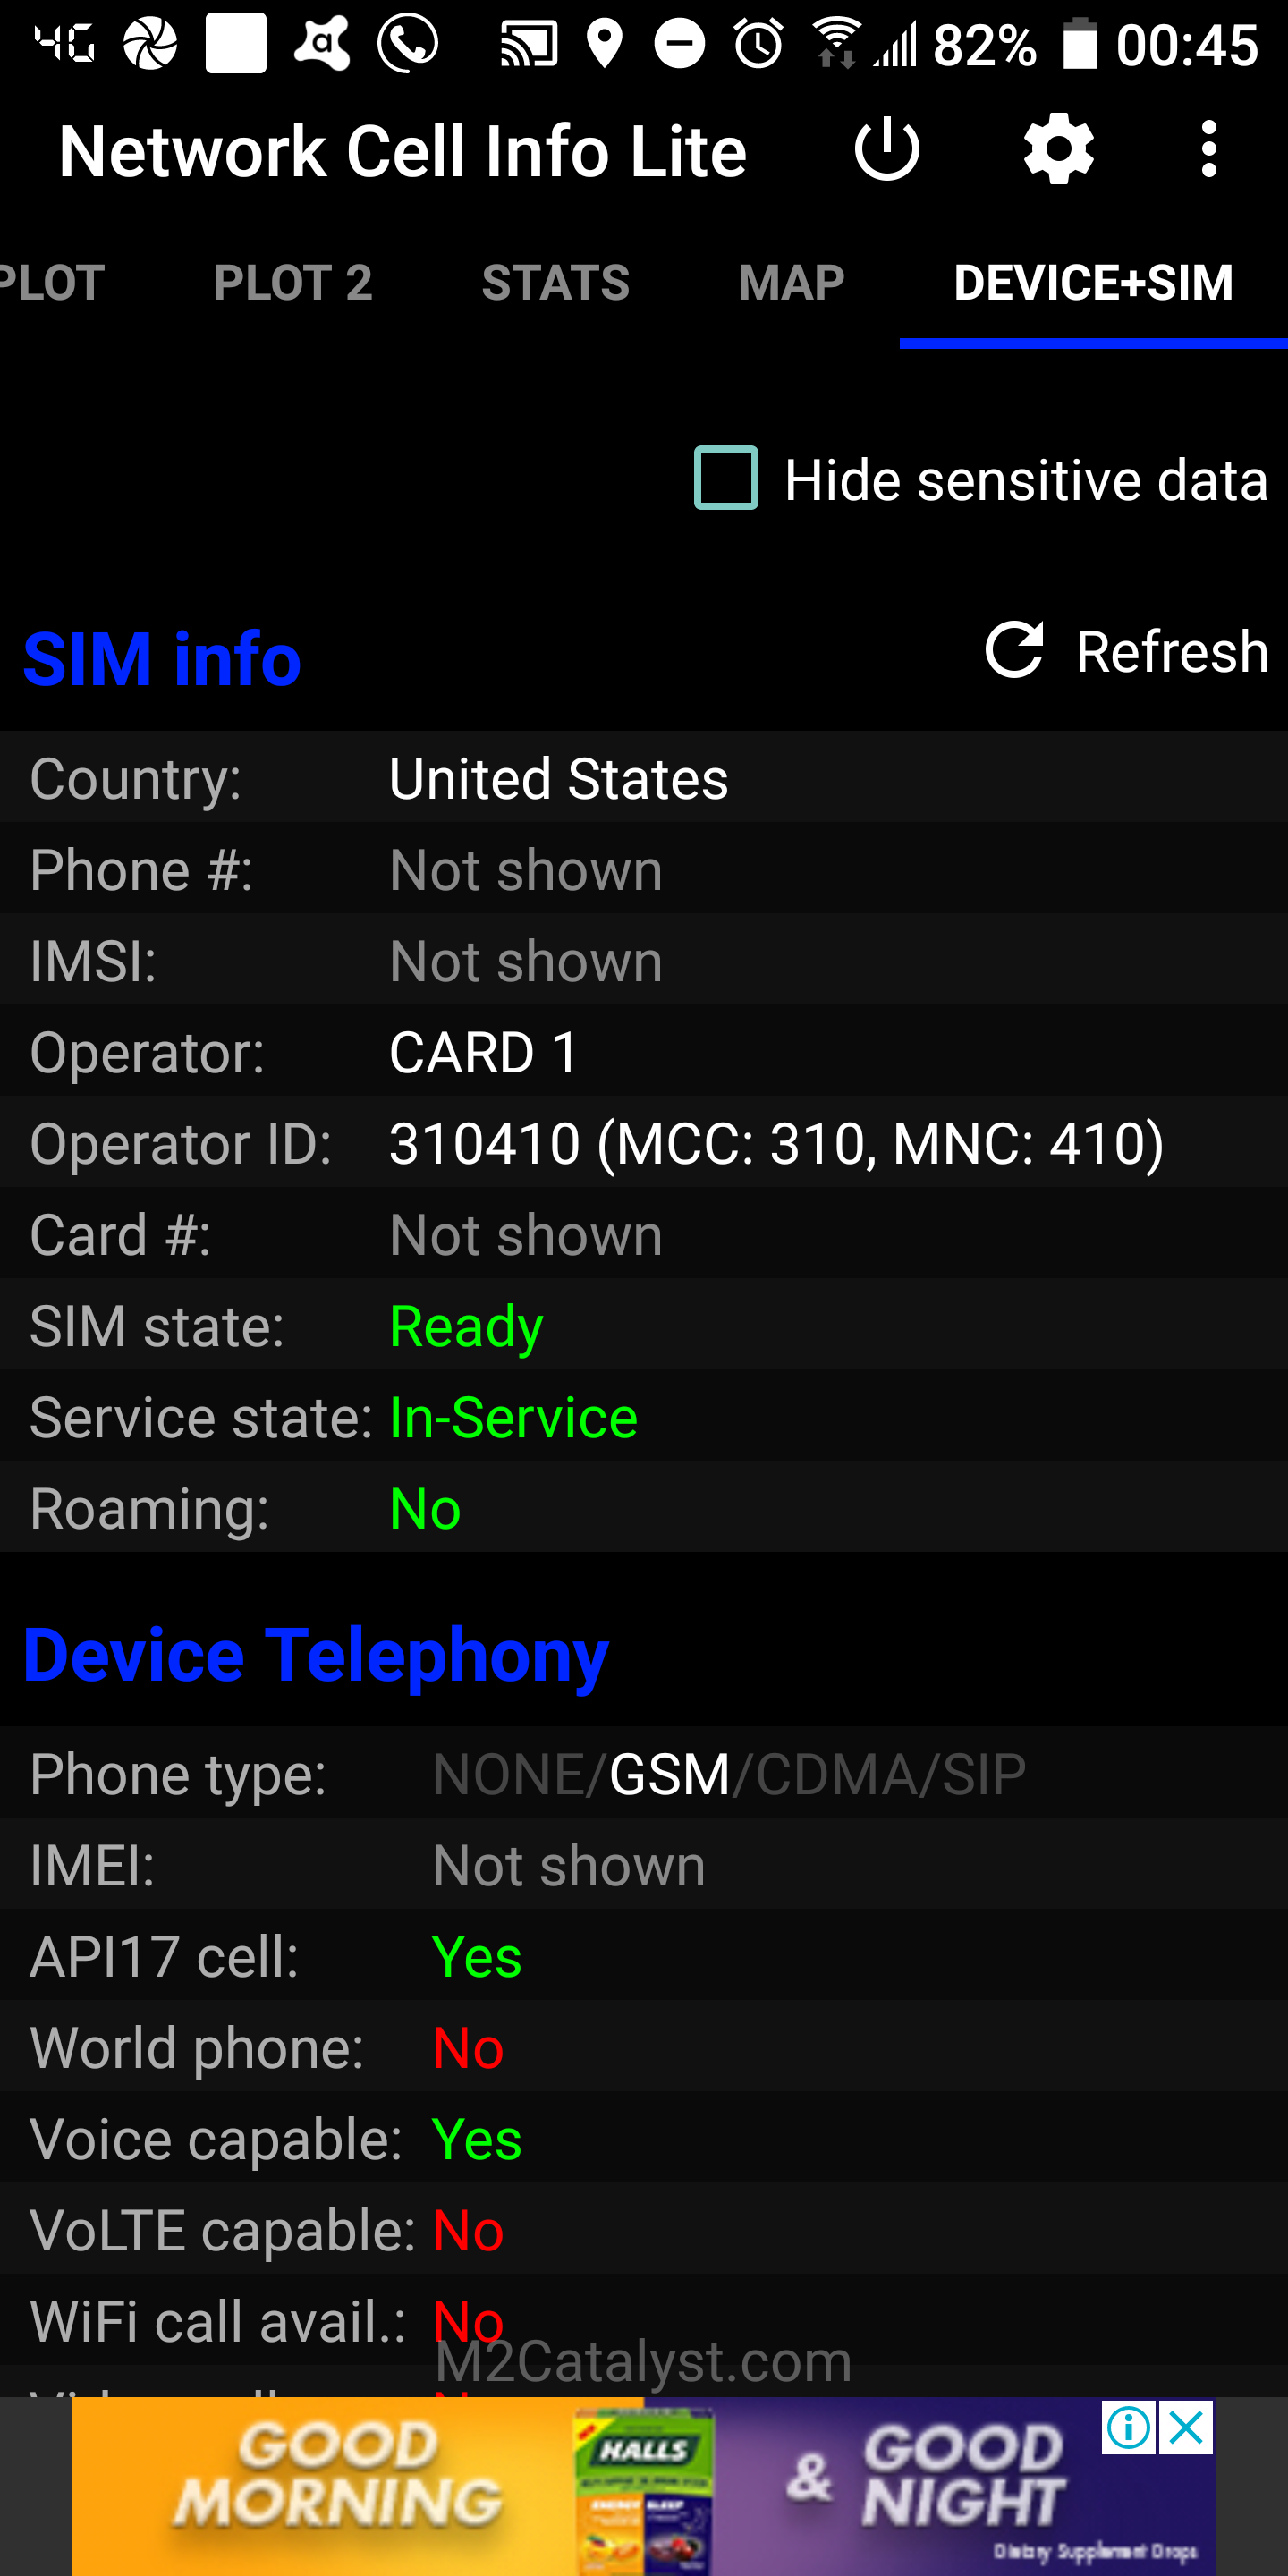 4G 82% 00:45
Network Cell Info Lite
PLOT PLOT 2 STATS MAP DEVICE+SIM
Hide sensitive data
SIM info Refresh
Country: United States
Phone #: Not shown
IMSI: Not shown
Operator: CARD 1
Operator ID: 310410 (MCC: 310, MNC: 410)
Card #: Not shown
SIM state: Ready
Service state: In-Service
Roaming: No
Device Telephony
Phone type: NONE/GSM/CDMA/SIP
IMEI: Not shown
API17 cell: Yes
World phone: No
Voice capable: Yes
VoLTE capable: No
WiFi call avail.: No
M2Catalyst.com
GOOD MORNING
HALLS
ENERGY SLEEP
& GOOD NIGHT
Dietary Supplement Drops